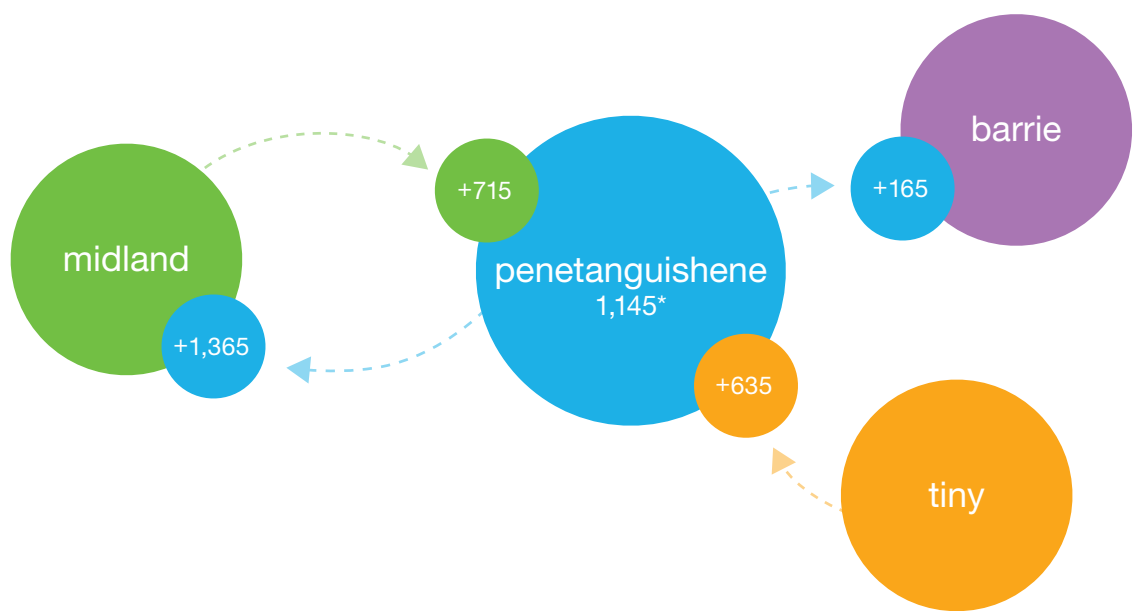 barrie
+715
+165
midland
penetanguishene
1,145*
+1,365
+635
tiny